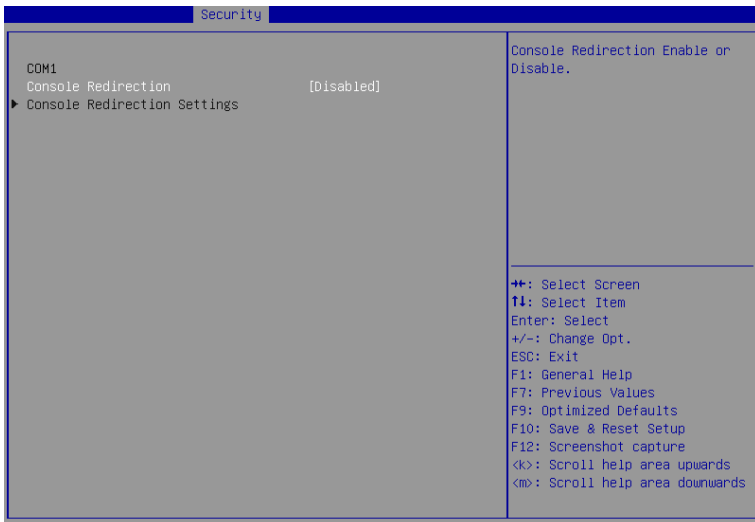 Security
COM1
Console Redirection [Disabled]
► Console Redirection Settings
Console Redirection Enable or
Disable.
→←: Select Screen
↑↓: Select Item
Enter: Select
+/-: Change Opt.
ESC: Exit
F1: General Help
F7: Previous Values
F9: Optimized Defaults
F10: Save & Reset Setup
F12: Screenshot capture
<k>: Scroll help area upwards
<m>: Scroll help area downwards